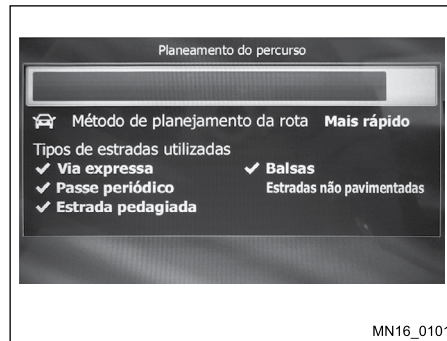 Planeamento do percurso
Método de planejamento da rota Mais rápido
Tipos de estradas utilizadas
Via expressa
Balsas
Passe periódico
Estradas não pavimentadas
Estrada pedagiada
MN16_0101